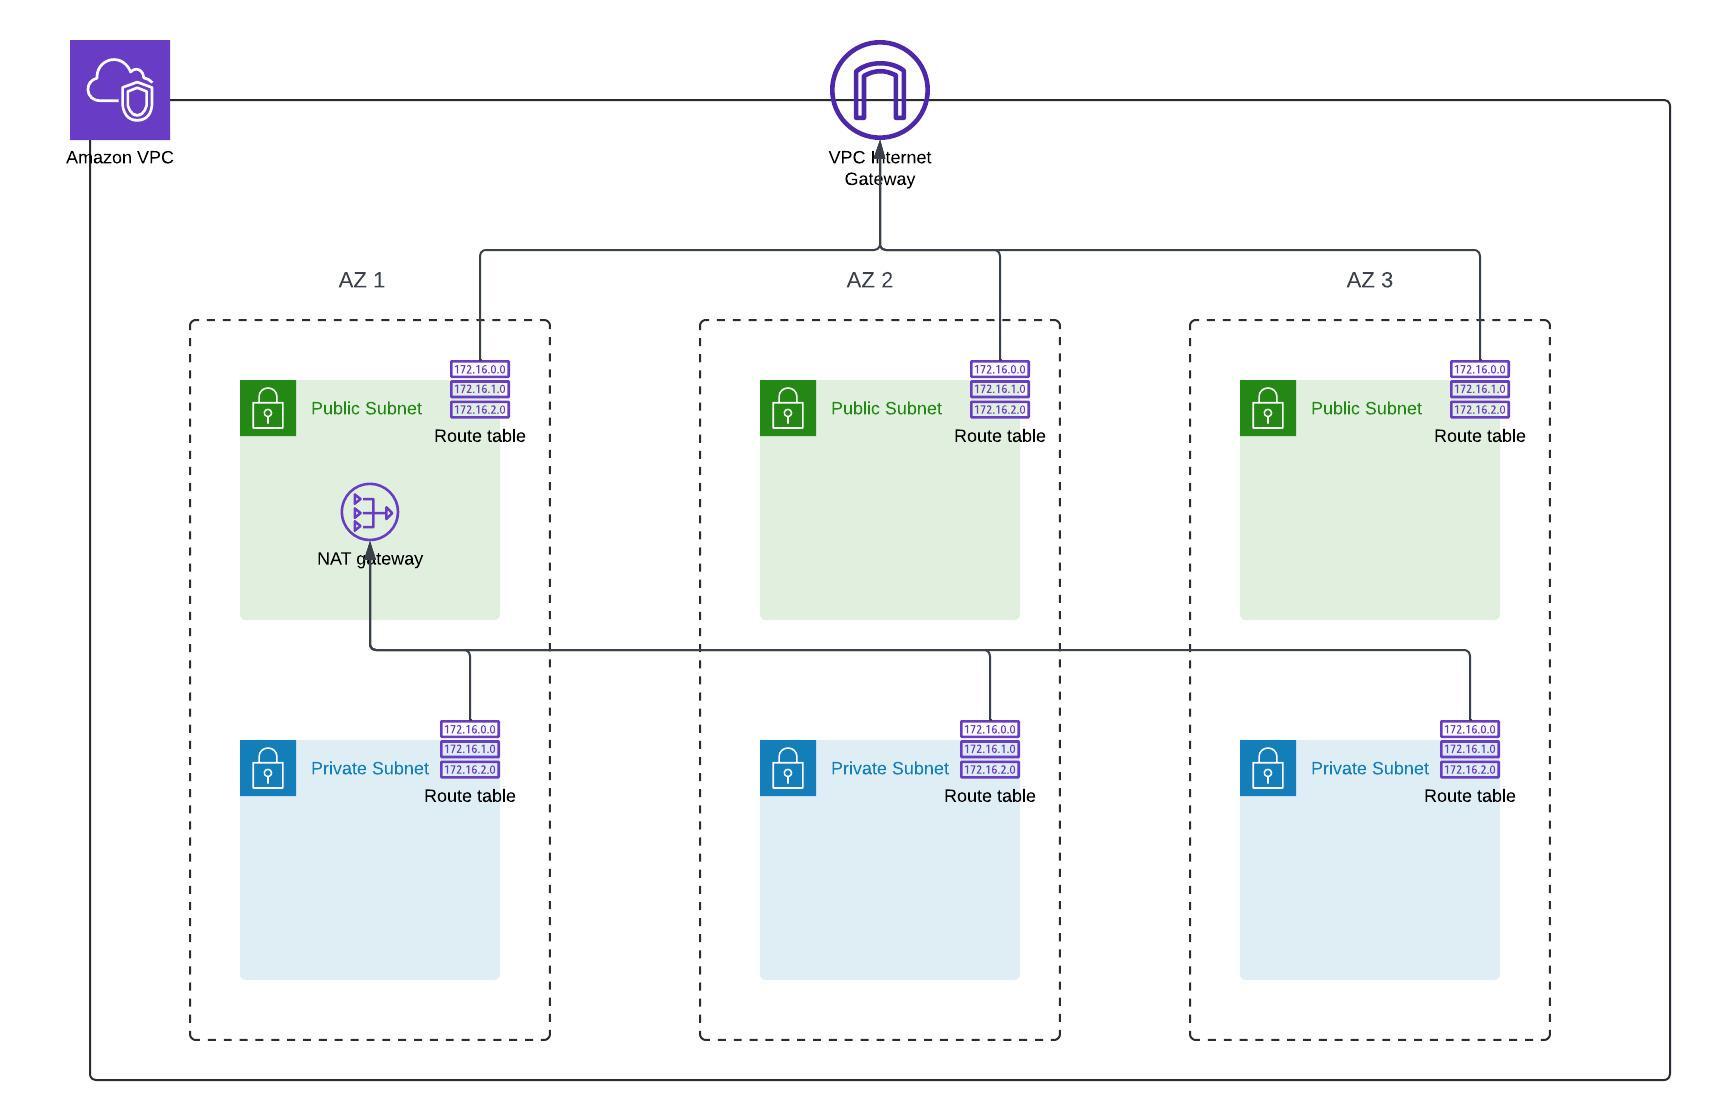 Amazon VPC
VPC Internet
Gateway
AZ 1
AZ 2
AZ 3
172.16.0.0
172.16.1.0
172.16.2.0
Public Subnet
Route table
172.16.0.0
172.16.1.0
172.16.2.0
Public Subnet
Route table
172.16.0.0
172.16.1.0
172.16.2.0
Public Subnet
Route table
NAT gateway
172.16.0.0
172.16.1.0
172.16.2.0
Private Subnet
Route table
172.16.0.0
172.16.1.0
172.16.2.0
Private Subnet
Route table
172.16.0.0
172.16.1.0
172.16.2.0
Private Subnet
Route table